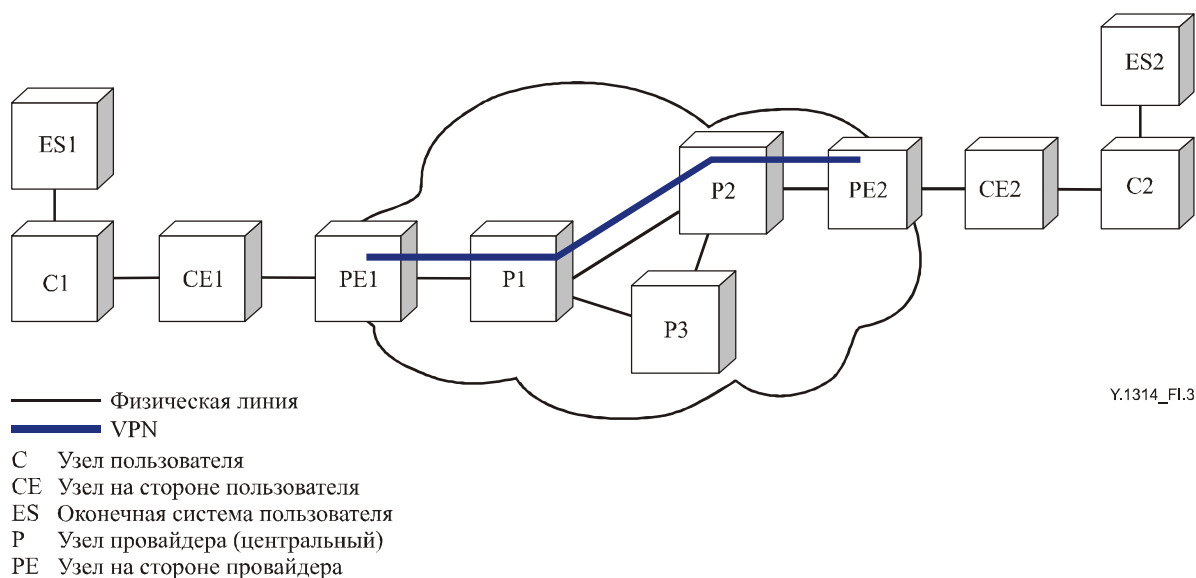 ES2
ES1
P2
PE2
CE2
C2
C1
CE1
PE1
P1
P3
Y.1314_FI.3
Физическая линия
VPN
C Узел пользователя
CE Узел на стороне пользователя
ES Оконечная система пользователя
P Узел провайдера (центральный)
PE Узел на стороне провайдера